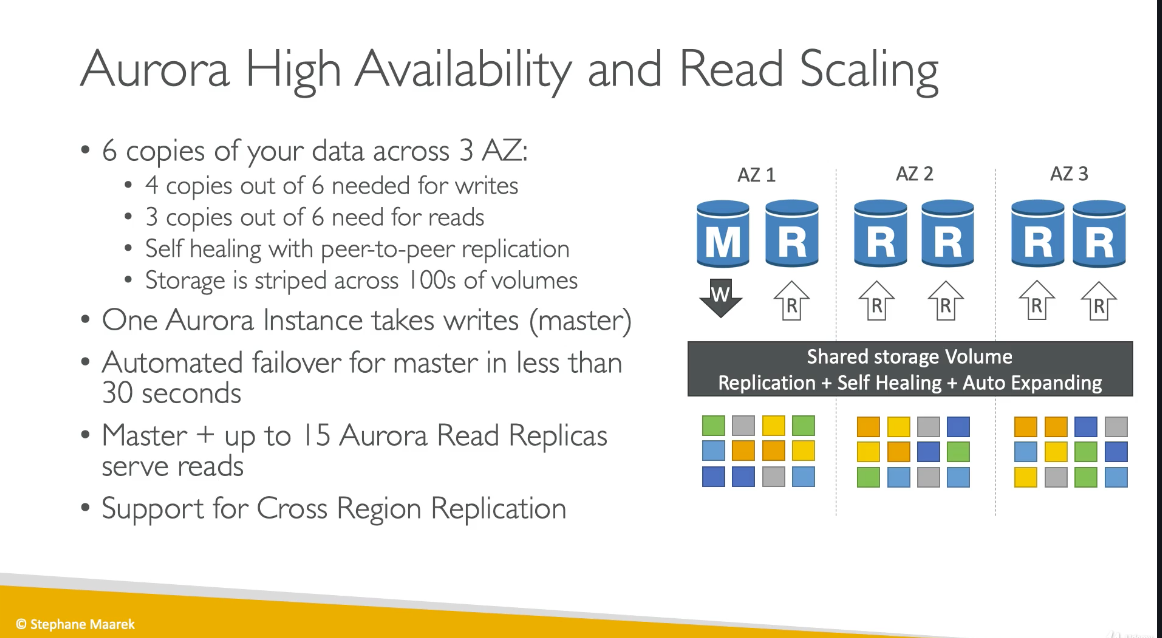 Aurora High Availability and Read Scaling
• 6 copies of your data across 3 AZ:
• 4 copies out of 6 needed for writes
• 3 copies out of 6 need for reads
• Self healing with peer-to-peer replication
• Storage is striped across 100s of volumes
• One Aurora Instance takes writes (master)
• Automated failover for master in less than
30 seconds
• Master + up to 15 Aurora Read Replicas
serve reads
• Support for Cross Region Replication
AZ 1 AZ 2 AZ 3
M R R R R R
W R R R R R
Shared storage Volume
Replication + Self Healing + Auto Expanding
© Stephane Maarek